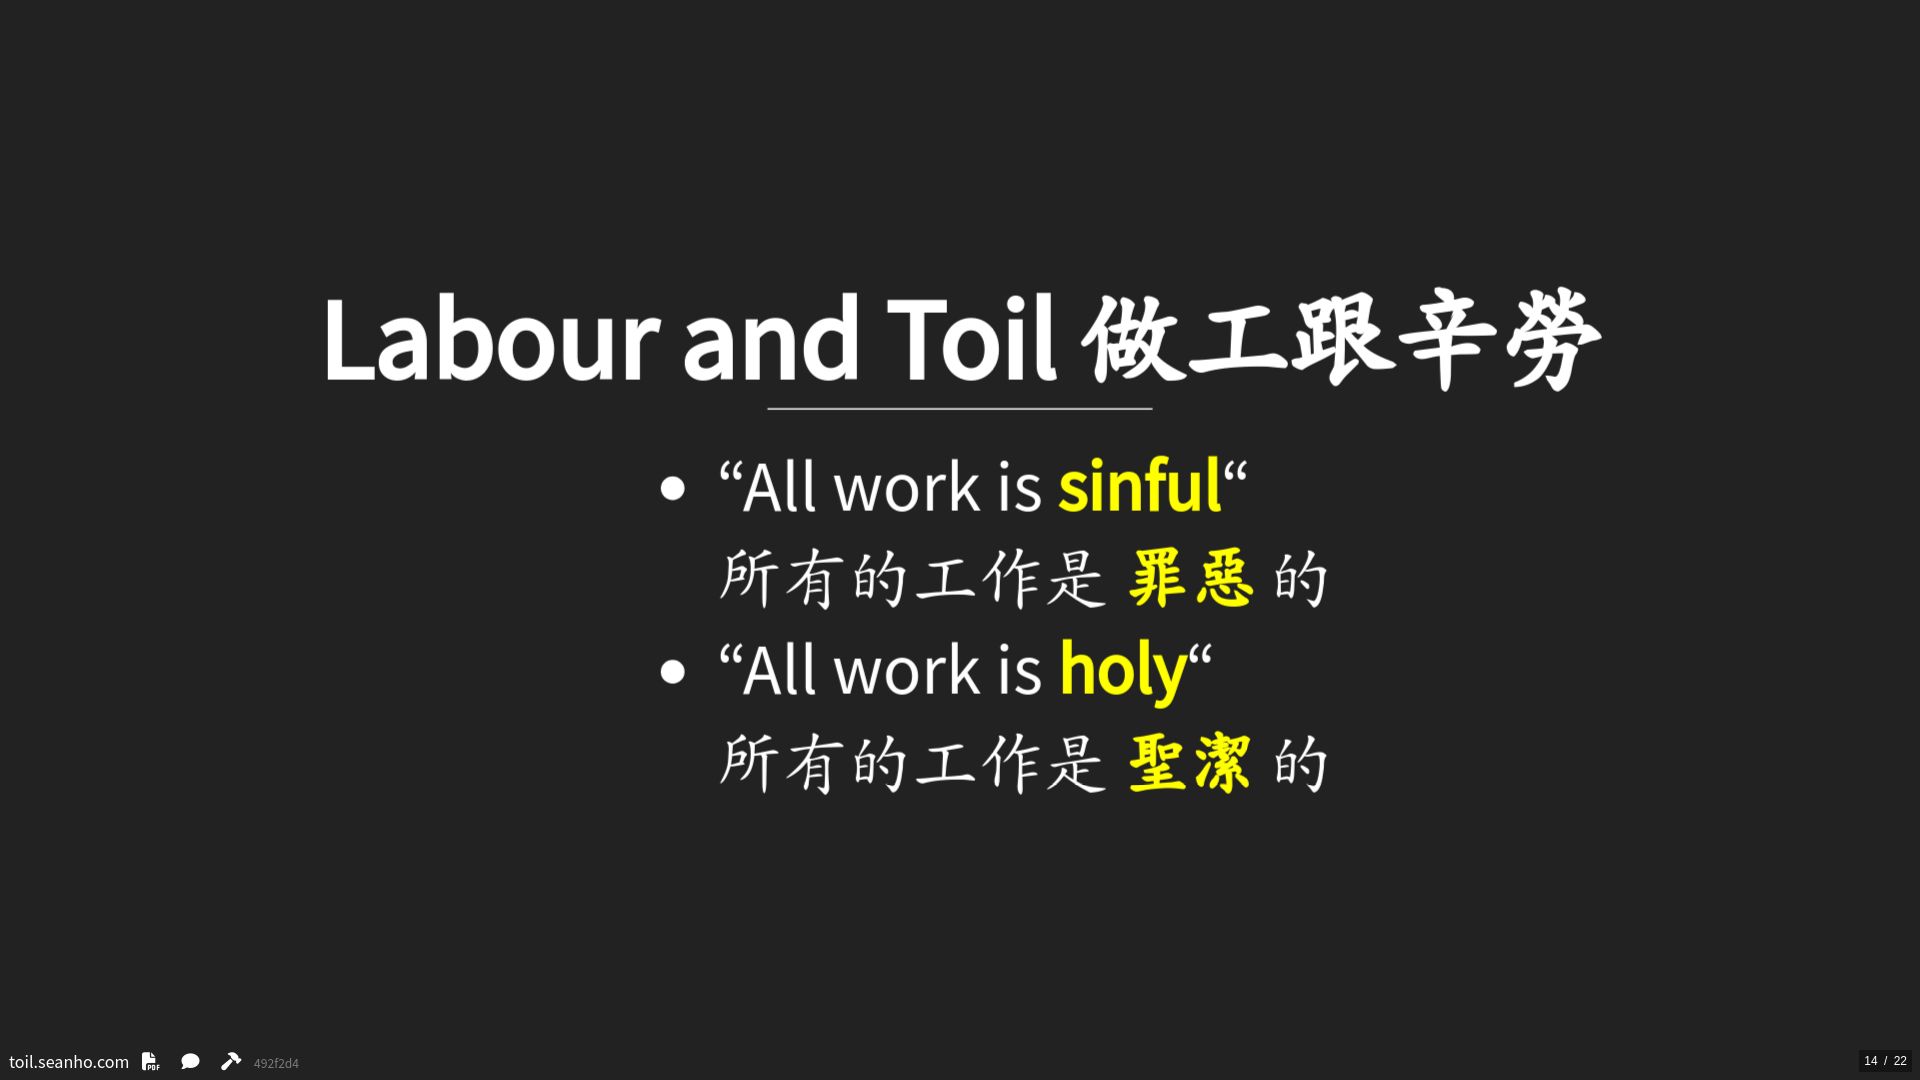 Labour and Toil 做工跟辛勞
• “All work is sinful“
所有的工作是 罪惡 的
• “All work is holy“
所有的工作是 聖潔 的
toil.seanho.com PDF 492f2d4
14 / 22